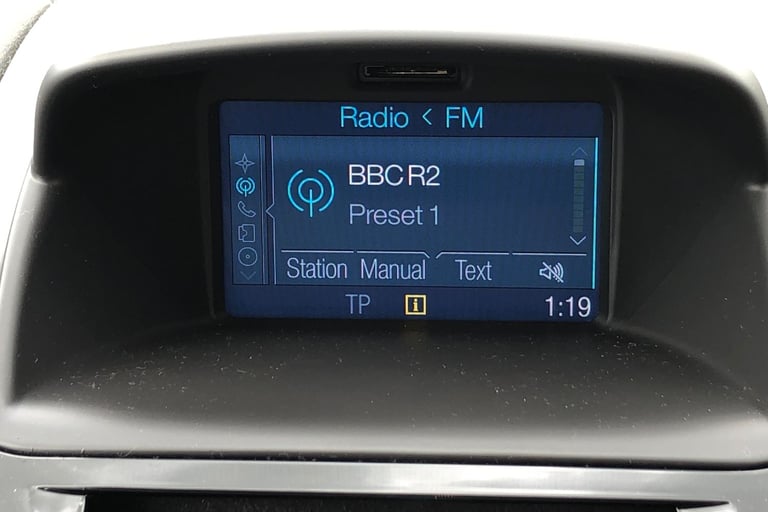 Radio < FM
BBC R2
Preset 1
Station Manual Text
TP i 1:19